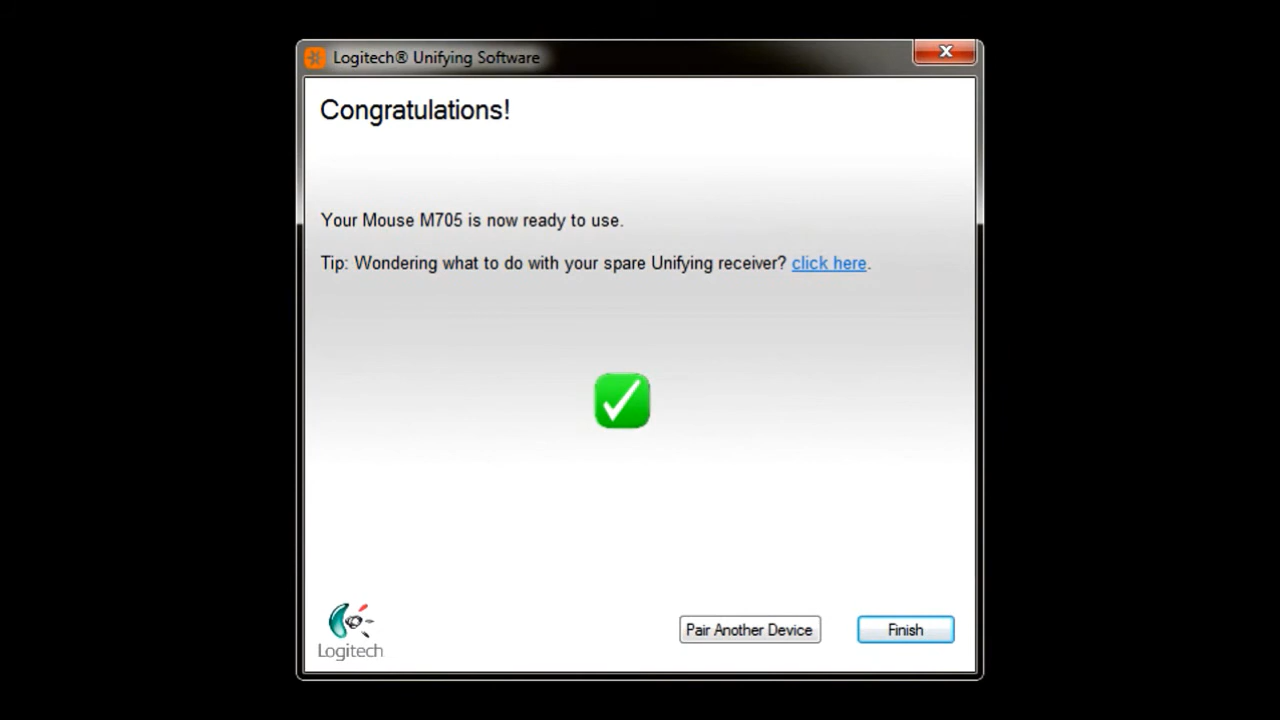 Logitech® Unifying Software
X
Congratulations!
Your Mouse M705 is now ready to use.
Tip: Wondering what to do with your spare Unifying receiver? click here.
Logitech
Pair Another Device
Finish